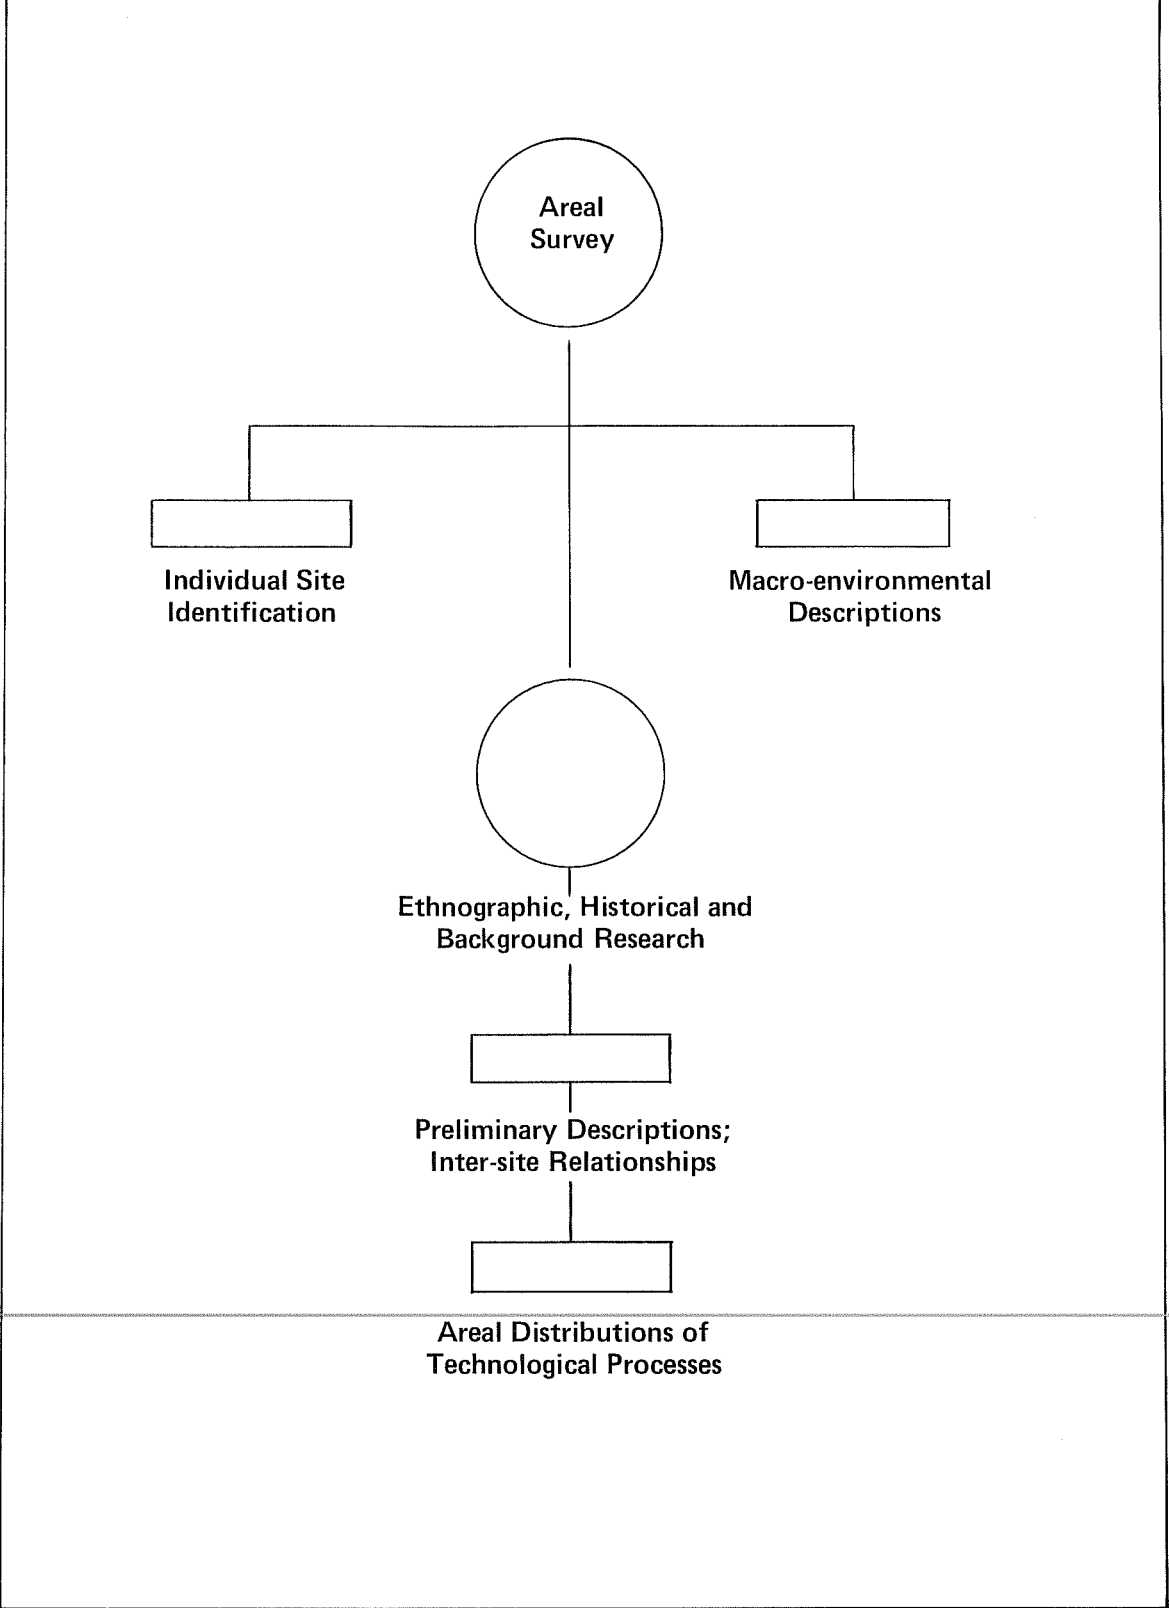 Areal
Survey
Individual Site
Identification
Macro-environmental
Descriptions
Ethnographic, Historical and
Background Research
Preliminary Descriptions;
Inter-site Relationships
Areal Distributions of
Technological Processes